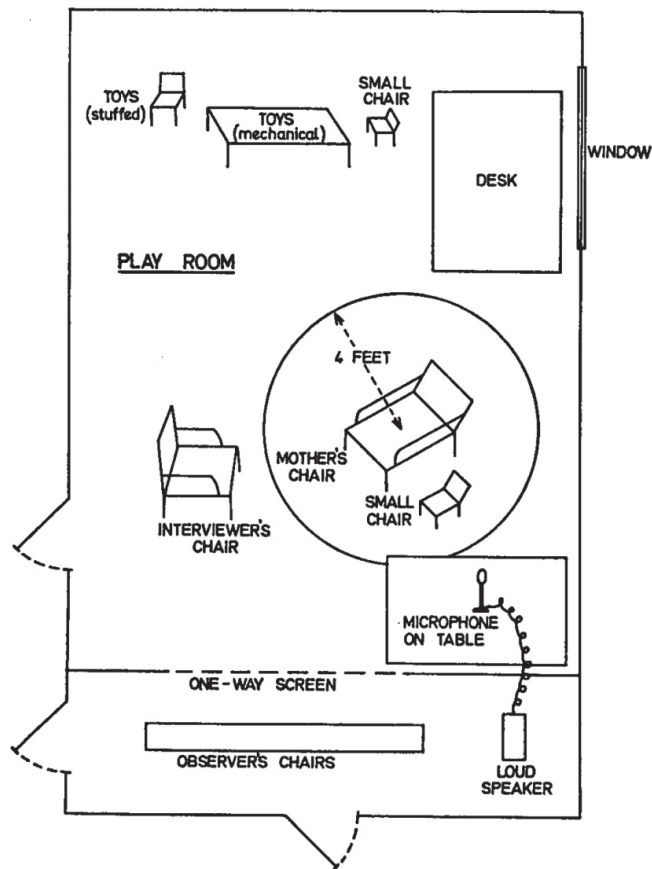 TOYS
(stuffed)
TOYS
(mechanical)
SMALL
CHAIR
DESK
WINDOW
PLAY ROOM
4 FEET
MOTHER'S
CHAIR
SMALL
CHAIR
INTERVIEWER'S
CHAIR
MICROPHONE
ON TABLE
ONE-WAY SCREEN
OBSERVER'S CHAIRS
LOUD
SPEAKER